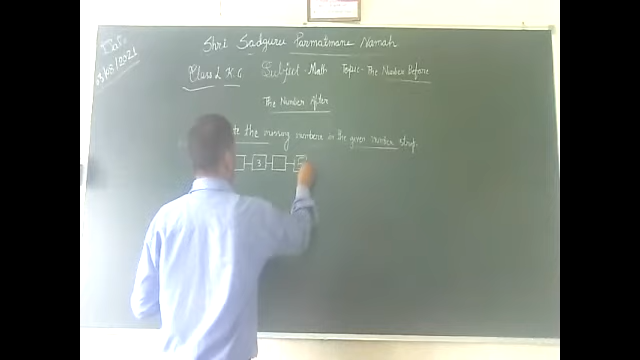 Date
03/05/2021
Shri Sadguru Parmatmane Namah
Class L K G Subject - Math Topic - The Number Before
The Number After
the missing numbers in the given number strip.
3